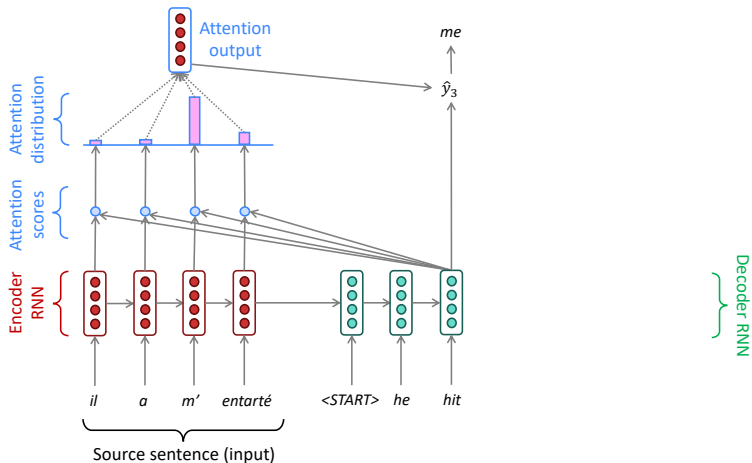 Attention
output
me
ŷ₃
Attention
distribution
Attention
scores
Encoder
RNN
Decoder RNN
il a m’ entarté <START> he hit
Source sentence (input)